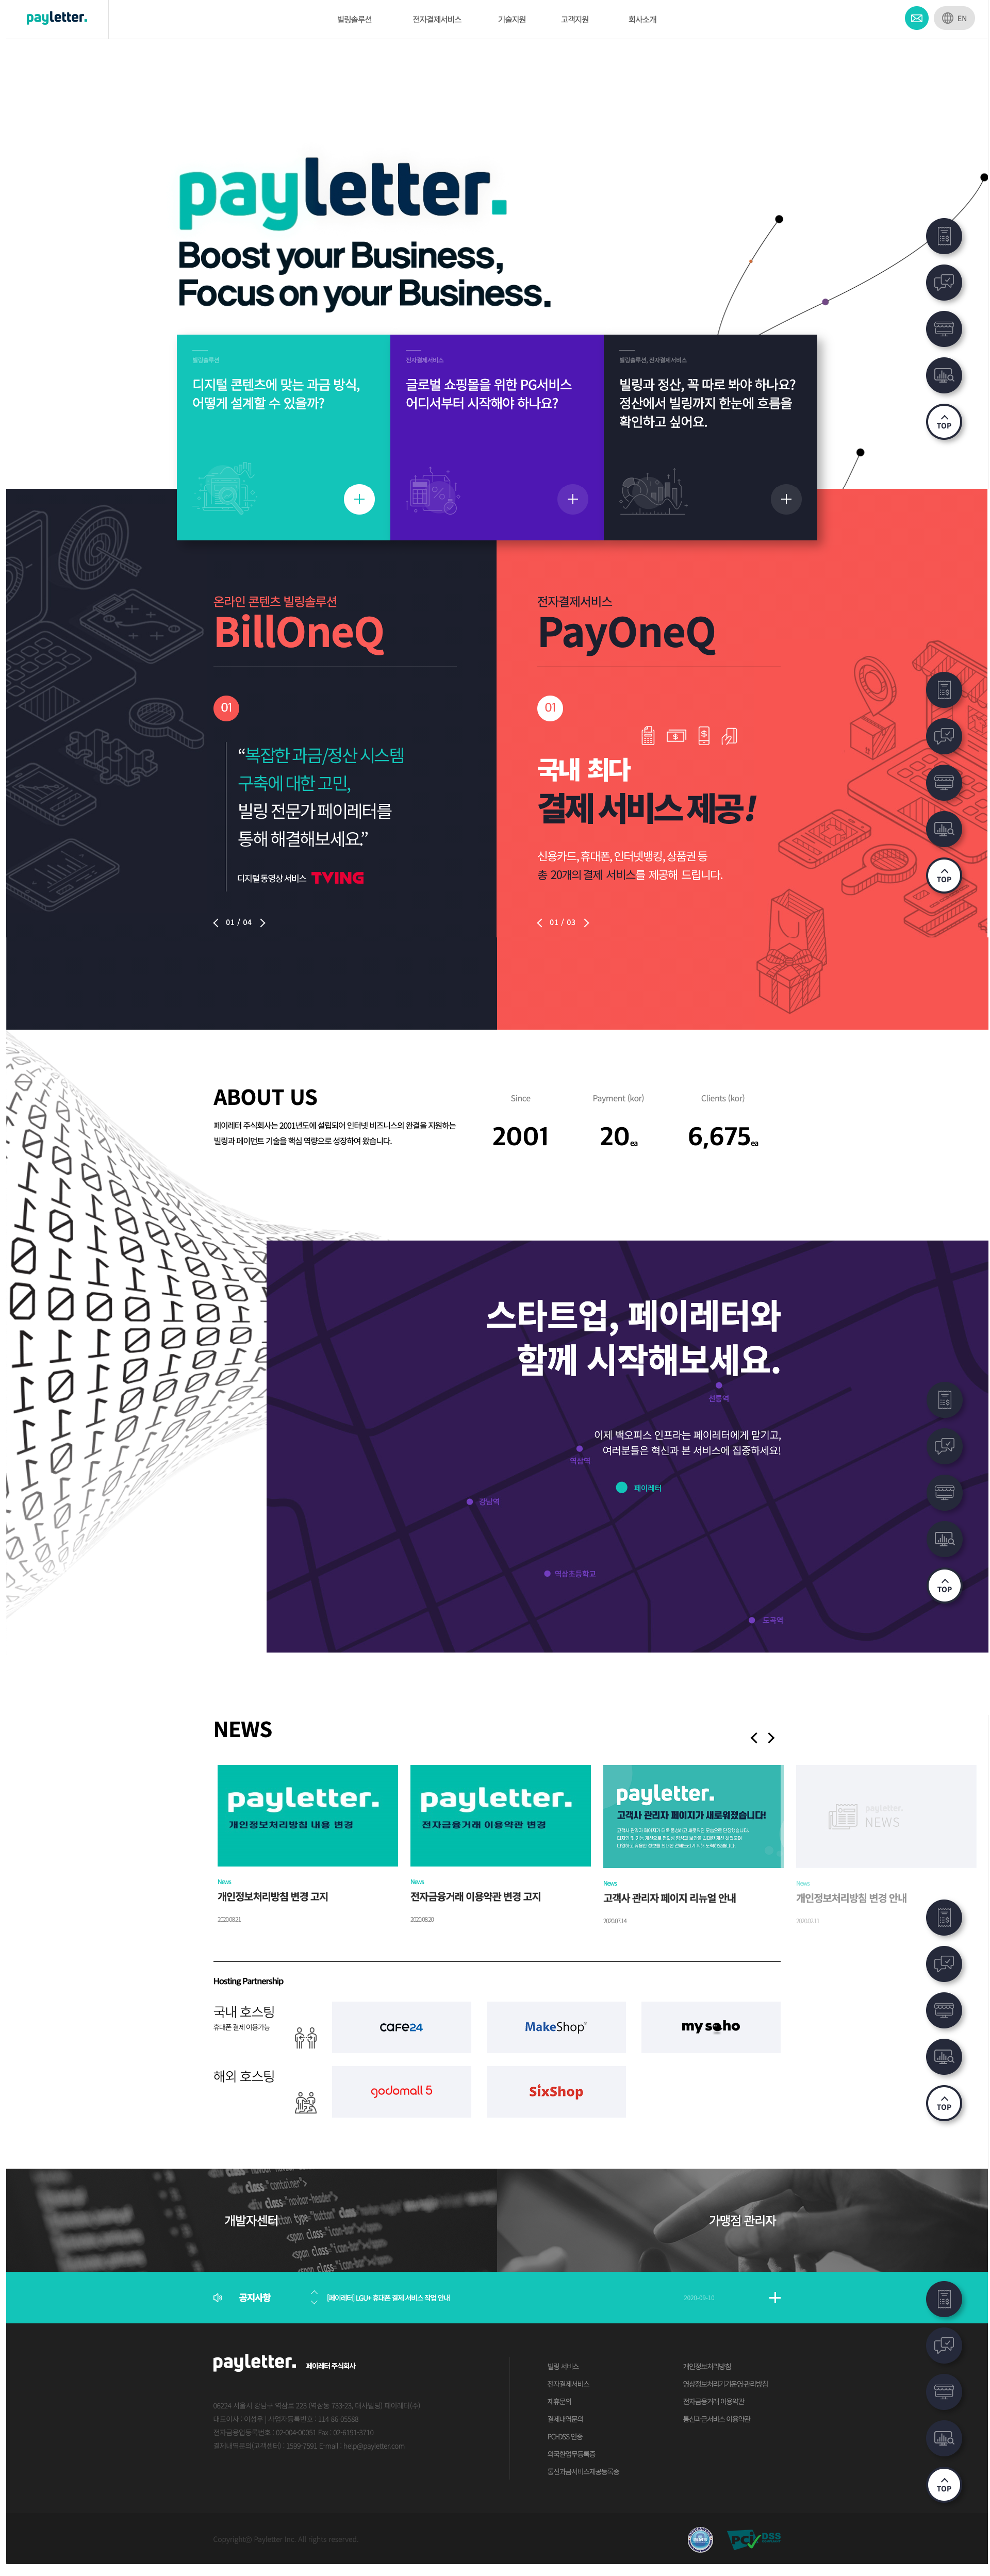 payletter.
빌링솔루션
전자결제서비스
기술지원
고객지원
회사소개
EN
payletter.
Boost your Business,
Focus on your Business.
TOP
빌링솔루션
디지털 콘텐츠에 맞는 과금 방식,
어떻게 설계할 수 있을까?
전자결제서비스
글로벌 쇼핑몰을 위한 PG서비스
어디서부터 시작해야 하나요?
빌링솔루션, 전자결제서비스
빌링과 정산, 꼭 따로 봐야 하나요?
정산에서 빌링까지 한눈에 흐름을
확인하고 싶어요.
온라인 콘텐츠 빌링솔루션
BillOneQ
01
“복잡한 과금/정산 시스템
구축에 대한 고민,
빌링 전문가 페이레터를
통해 해결해보세요.”
디지털 동영상 서비스 TVING
01 / 04
전자결제서비스
PayOneQ
01
국내 최다
결제 서비스 제공!
신용카드, 휴대폰, 인터넷뱅킹, 상품권 등
총 20개의 결제 서비스를 제공해 드립니다.
01 / 03
TOP
ABOUT US
페이레터 주식회사는 2001년도에 설립되어 인터넷 비즈니스의 완결을 지원하는
빌링과 페이먼트 기술을 핵심 역량으로 성장하여 왔습니다.
Since
2001
Payment (kor)
20ea
Clients (kor)
6,675ea
스타트업, 페이레터와
함께 시작해보세요.
선릉역
이제 백오피스 인프라는 페이레터에게 맡기고,
여러분들은 혁신과 본 서비스에 집중하세요!
역삼역
페이레터
강남역
역삼초등학교
도곡역
TOP
NEWS
payletter.
개인정보처리방침 내용 변경
News
개인정보처리방침 변경 고지
2020.08.21
payletter.
전자금융거래 이용약관 변경
News
전자금융거래 이용약관 변경 고지
2020.08.20
payletter.
고객사 관리자 페이지가 새로워졌습니다!
News
고객사 관리자 페이지 리뉴얼 안내
2020.07.14
payletter.
NEWS
News
개인정보처리방침 변경 안내
2020.03.11
Hosting Partnership
국내 호스팅
휴대폰 결제 이용가능
cafe24
MakeShop
my soho
해외 호스팅
godomall 5
SixShop
TOP
개발자센터
가맹점 관리자
공지사항
[페이레터] LGU+ 휴대폰 결제 서비스 작업 안내
2020-09-10
payletter. 페이레터 주식회사
06224 서울시 강남구 역삼로 223 (역삼동 733-23, 대사빌딩) 페이레터(주)
대표이사 : 이성우 | 사업자등록번호 : 114-86-05588
전자금융업등록번호 : 02-004-00051 Fax : 02-6191-3710
결제내역문의(고객센터) : 1599-7591 E-mail : help@payletter.com
빌링 서비스
전자결제서비스
제휴문의
결제내역문의
PCI-DSS 인증
외국환업무등록증
통신과금서비스제공등록증
개인정보처리방침
영상정보처리기기운영·관리방침
전자금융거래 이용약관
통신과금서비스 이용약관
TOP
Copyright© Payletter Inc. All rights reserved
PCI DSS